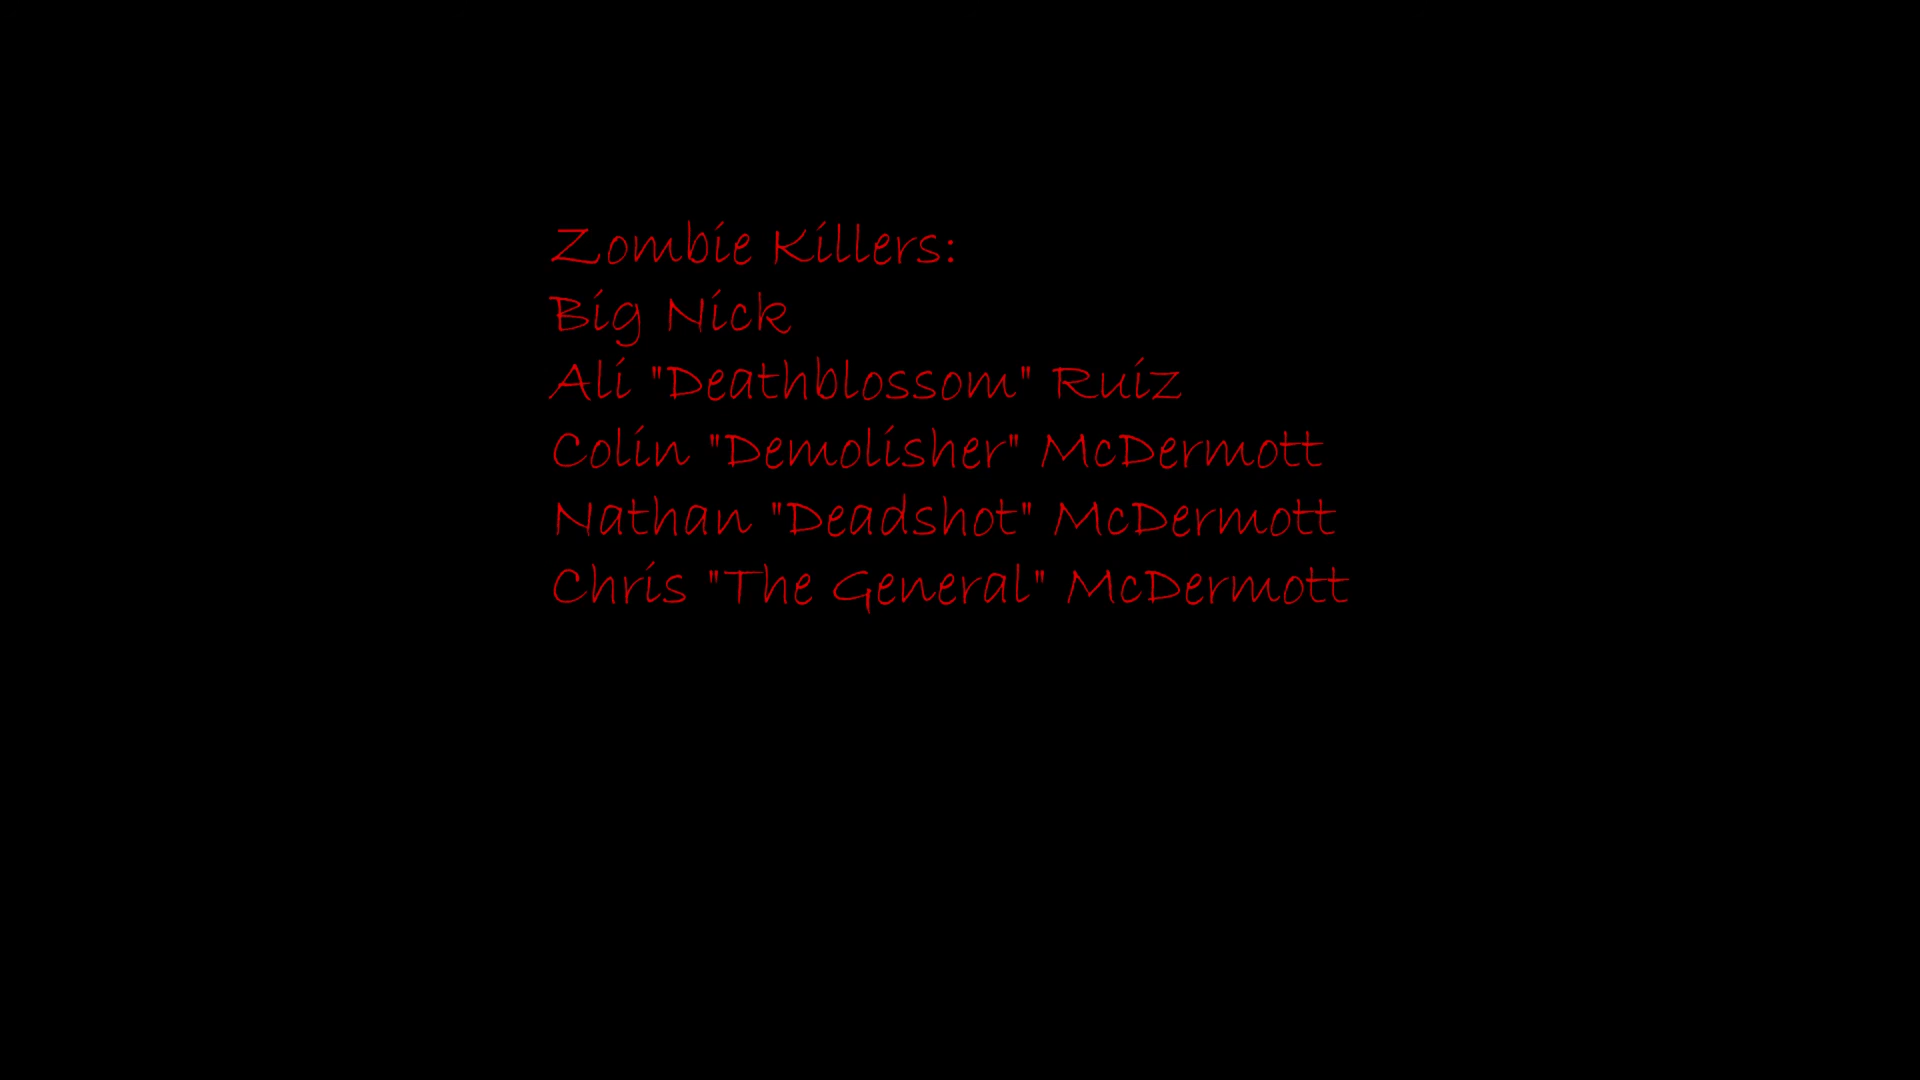 Zombie Killers:
Big Nick
Ali "Deathblossom" Ruiz
Colin "Demolisher" McDermott
Nathan "Deadshot" McDermott
Chris "The General" McDermott